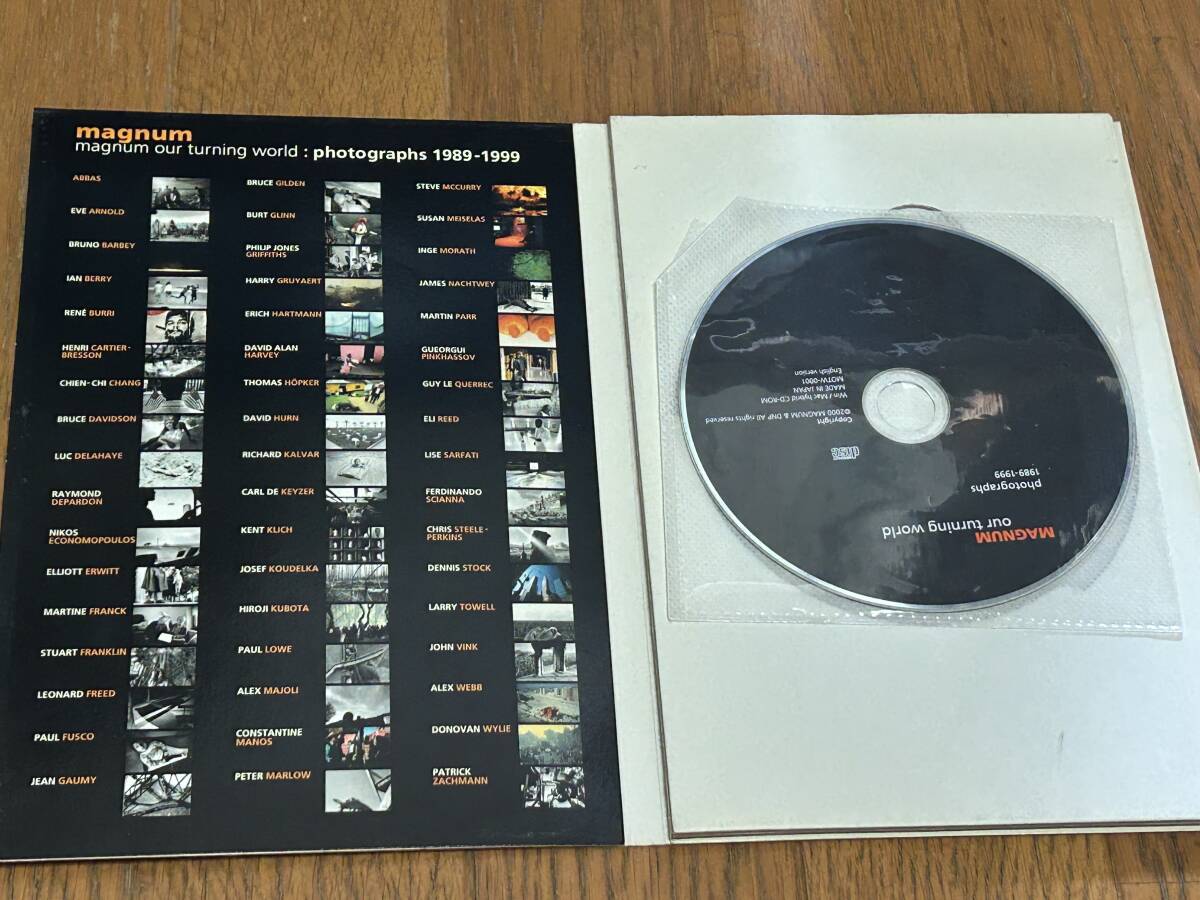 magnum
magnum our turning world : photographs 1989-1999
ABBAS
EVE ARNOLD
BRUNO BARBEY
IAN BERRY
RENÉ BURRI
HENRI CARTIER-
BRESSON
CHIEN-CHI CHANG
BRUCE DAVIDSON
LUC DELAHAYE
RAYMOND
DEPARDON
NIKOS
ECONOMOPOULOS
ELLIOTT ERWITT
MARTINE FRANCK
STUART FRANKLIN
LEONARD FREED
PAUL FUSCO
JEAN GAUMY
BRUCE GILDEN
BURT GLINN
PHILIP JONES
GRIFFITHS
HARRY GRUYAERT
ERICH HARTMANN
DAVID ALAN
HARVEY
THOMAS HÖPKER
DAVID HURN
RICHARD KALVAR
CARL DE KEYZER
KENT KLICH
JOSEF KOUDELKA
HIROJI KUBOTA
PAUL LOWE
ALEX MAJOLI
CONSTANTINE
MANOS
PETER MARLOW
STEVE MCCURRY
SUSAN MEISELAS
INGE MORATH
JAMES NACHTWEY
MARTIN PARR
GUEORGUI
PINKHASSOV
GUY LE QUERREC
ELI REED
LISE SARFATI
FERDINANDO
SCIANNA
CHRIS STEELE-
PERKINS
DENNIS STOCK
LARRY TOWELL
JOHN VINK
ALEX WEBB
DONOVAN WYLIE
PATRICK
ZACHMANN
MAGNUM
our turning world
photographs
1989-1999
disc
Copyright
©2000 MAGNUM & DNP All rights reserved
Win / Mac hybrid CD-ROM
MADE IN JAPAN
MOTW-0001
English version